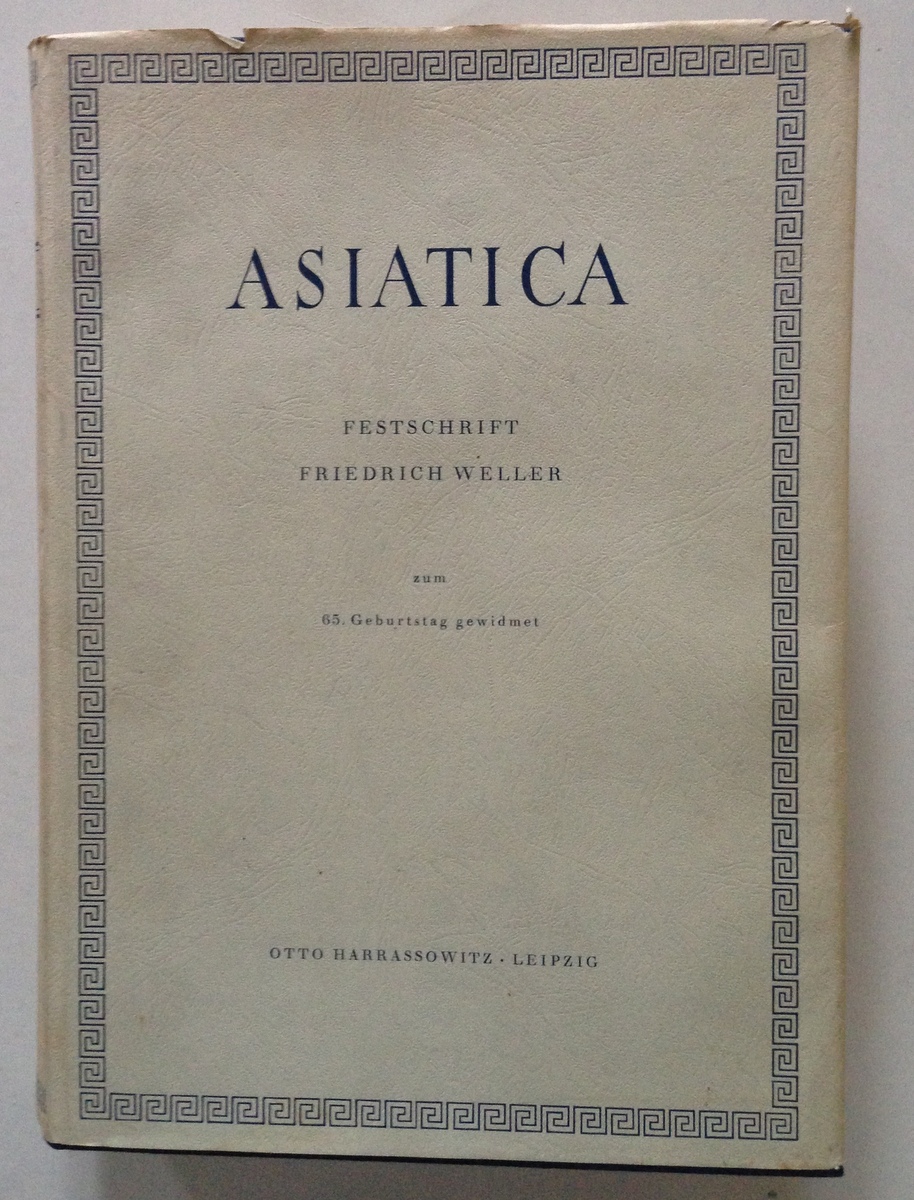 ASIATICA
FESTSCHRIFT
FRIEDRICH WELLER
zum
65. Geburtstag gewidmet
OTTO HARRASSOWITZ · LEIPZIG